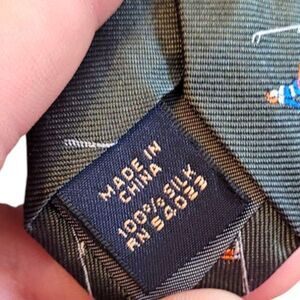 MADE IN
CHINA
100% SILK
RN 54033